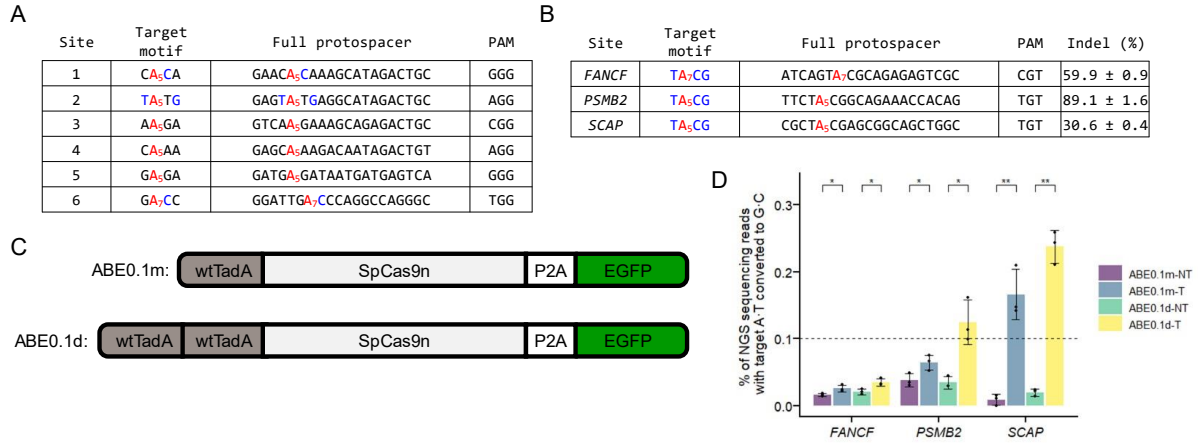 A
Site Target motif Full protospacer PAM
1 CA5CA GAACA5CAAAGCATAGACTGC GGG
2 TA5TG GAGTA5TGAGGCATAGACTGC AGG
3 AA5GA GTCAA5GAAAGCAGAGACTGC CGG
4 CA5AA GAGCA5AAGACAATAGACTGT AGG
5 GA5GA GATGA5GATAATGATGAGTCA GGG
6 GA7CC GGATTGA7CCCAGGCCAGGGC TGG
B
Site Target motif Full protospacer PAM Indel (%)
FANCF TA7CG ATCAGTA7CGCAGAGAGTCGC CGT 59.9 ± 0.9
PSMB2 TA5CG TTCTA5CGGCAGAAACCACAG TGT 89.1 ± 1.6
SCAP TA5CG CGCTA5CGAGCGGCAGCTGGC TGT 30.6 ± 0.4
C
ABE0.1m: wtTadA SpCas9n P2A EGFP
ABE0.1d: wtTadA wtTadA SpCas9n P2A EGFP
D
% of NGS sequencing reads
with target A·T converted to G·C
0.3
0.2
0.1
0.0
* * * * ** **
FANCF PSMB2 SCAP
ABE0.1m-NT
ABE0.1m-T
ABE0.1d-NT
ABE0.1d-T